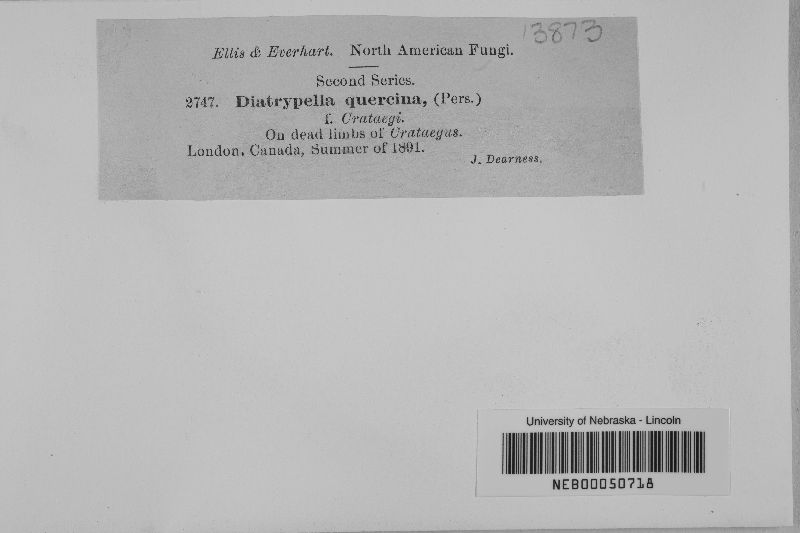 13873
Ellis & Everhart. North American Fungi.
Second Series.
2747. Diatrypella quercina, (Pers.)
f. Crataegi.
On dead limbs of Crataegus.
London, Canada, Summer of 1891.
J. Dearness.
University of Nebraska - Lincoln
NEB00050718